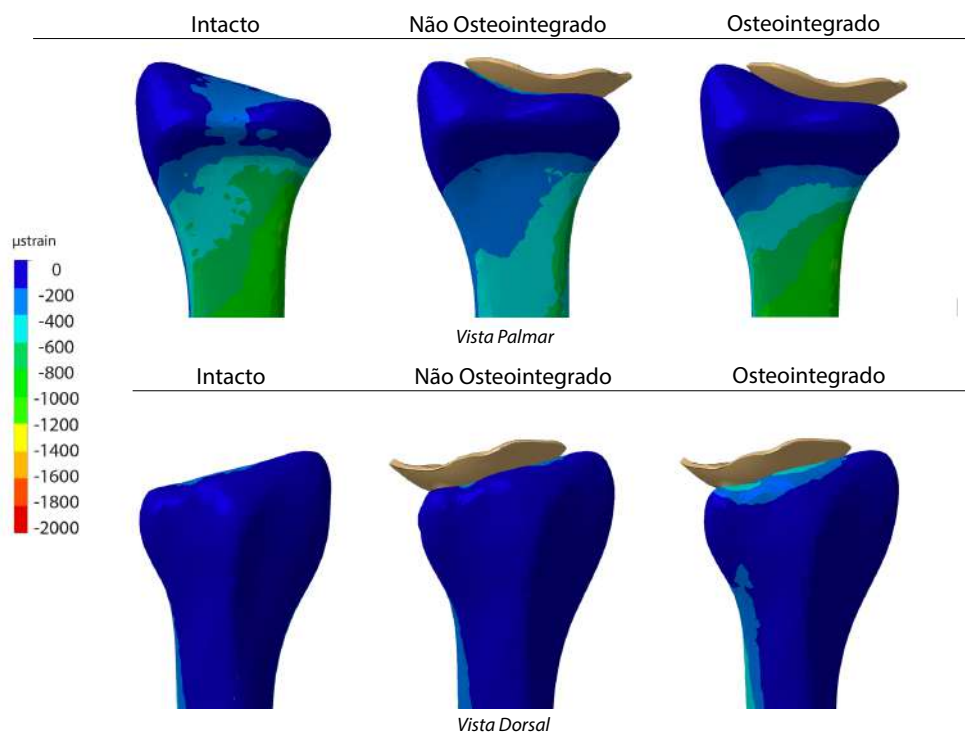 Intacto Não Osteointegrado Osteointegrado
µstrain
0
-200
-400
-600
-800
-1000
-1200
-1400
-1600
-1800
-2000
Vista Palmar
Intacto Não Osteointegrado Osteointegrado
Vista Dorsal